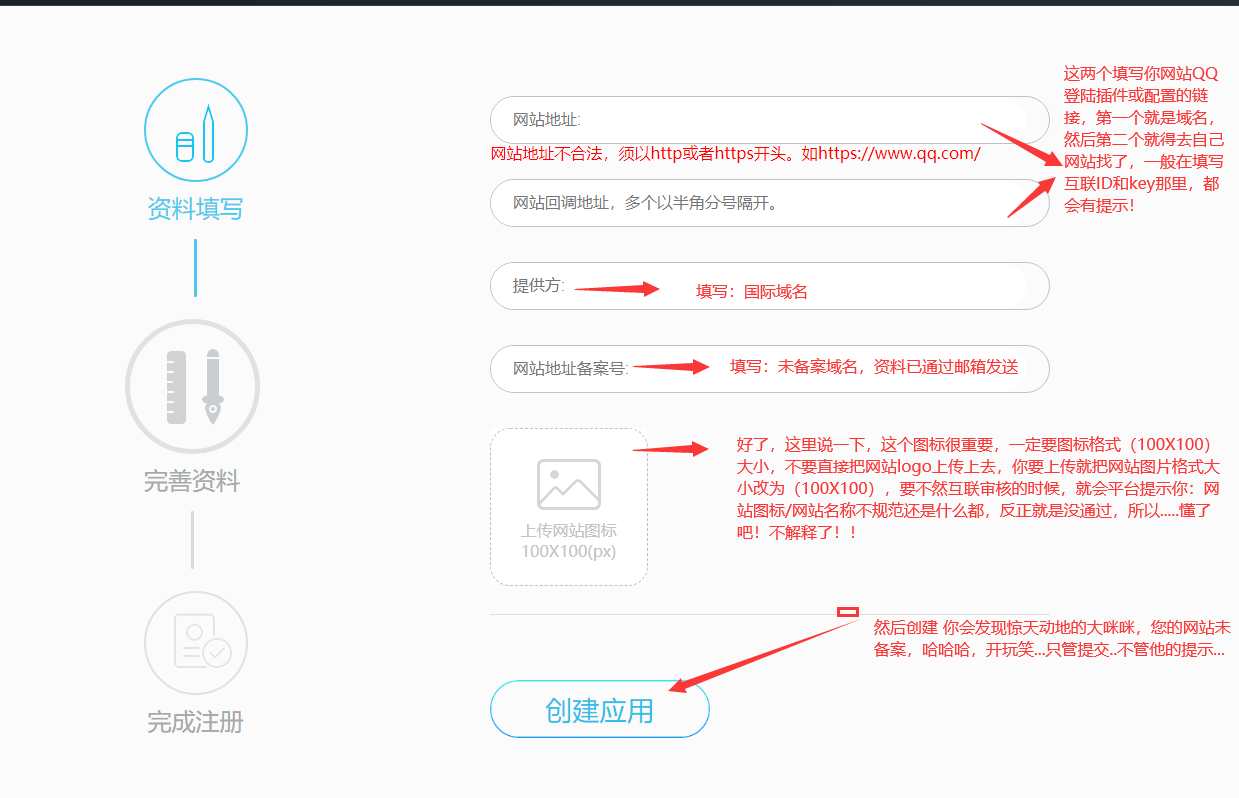 资料填写
完善资料
完成注册
网站地址:
网站地址不合法，须以http或者https开头。如https://www.qq.com/
网站回调地址，多个以半角分号隔开。
这两个填写你网站QQ
登陆插件或配置的链
接，第一个就是域名，
然后第二个就得去自己
网站找了，一般在填写
互联ID和key那里，都
会有提示！
提供方:
填写：国际域名
网站地址备案号:
填写：未备案域名，资料已通过邮箱发送
上传网站图标
100X100(px)
好了，这里说一下，这个图标很重要，一定要图标格式（100X100）
大小，不要直接把网站logo上传上去，你要上传就把网站图片格式大
小改为（100X100），要不然互联审核的时候，就会平台提示你：网
站图标/网站名称不规范还是什么都，反正就是没通过，所以.....懂了
吧！不解释了！！
然后创建 你会发现惊天动地的大咪咪，您的网站未
备案，哈哈哈，开玩笑...只管提交..不管他的提示...
创建应用